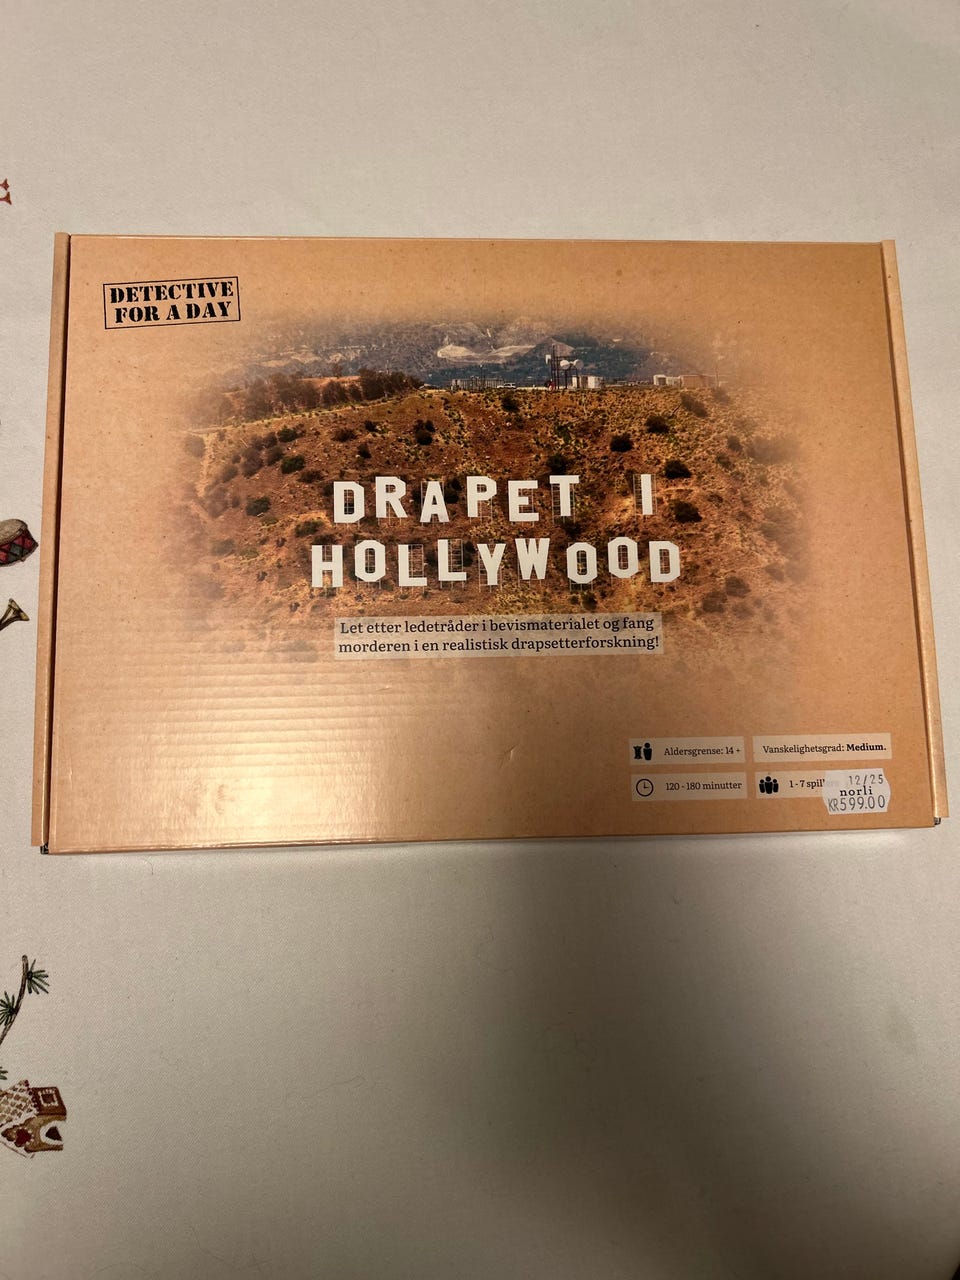 DETECTIVE
FOR A DAY
DRAPET I
HOLLYWOOD
Let etter ledetråder i bevismaterialet og fang
morderen i en realistisk drapsetterforskning!
Aldersgrense: 14 +
Vanskelighetsgrad: Medium.
120 - 180 minutter
1 - 7
12/25
norli
KR599.00